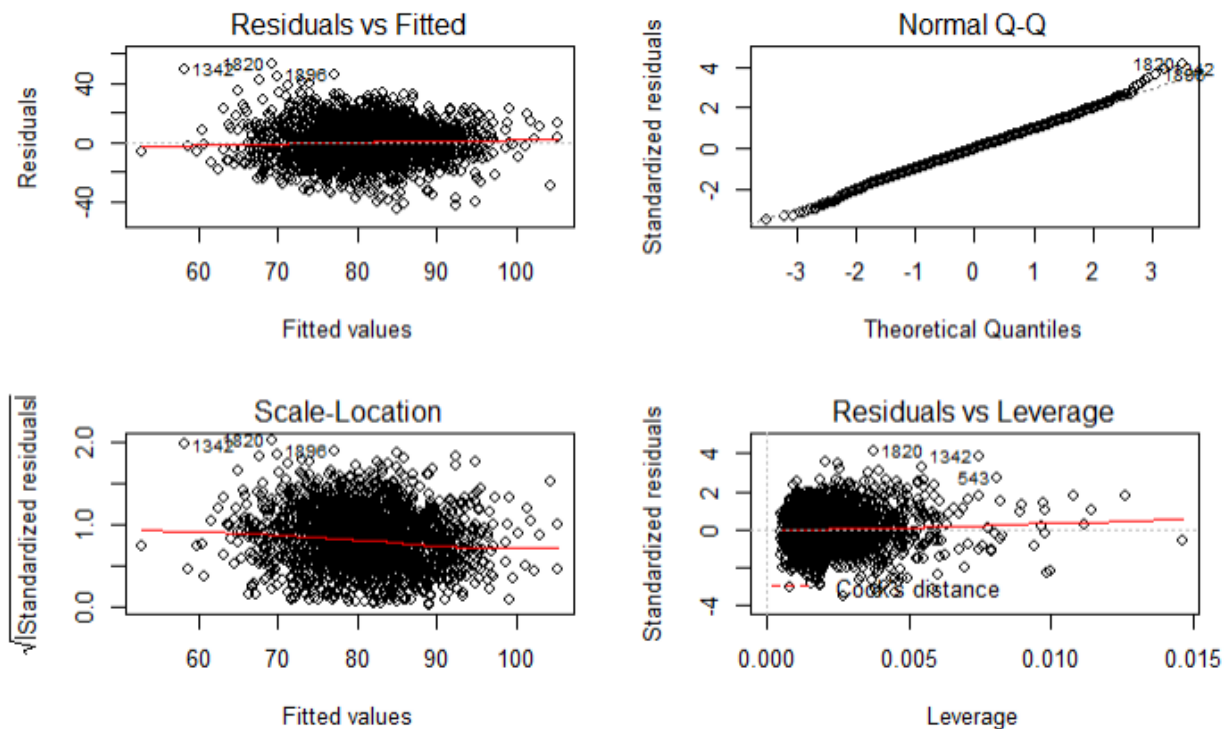 Residuals vs Fitted
Residuals
40
0
-40
1342
1820
1896
60 70 80 90 100
Fitted values
Normal Q-Q
Standardized residuals
4
2
0
-2
1820
1342
-3 -2 -1 0 1 2 3
Theoretical Quantiles
Scale-Location
√|Standardized residuals|
2.0
1.0
0.0
1342
1820
1896
60 70 80 90 100
Fitted values
Residuals vs Leverage
Standardized residuals
4
2
0
-4
1820
1342
543
Cook's distance
0.000 0.005 0.010 0.015
Leverage